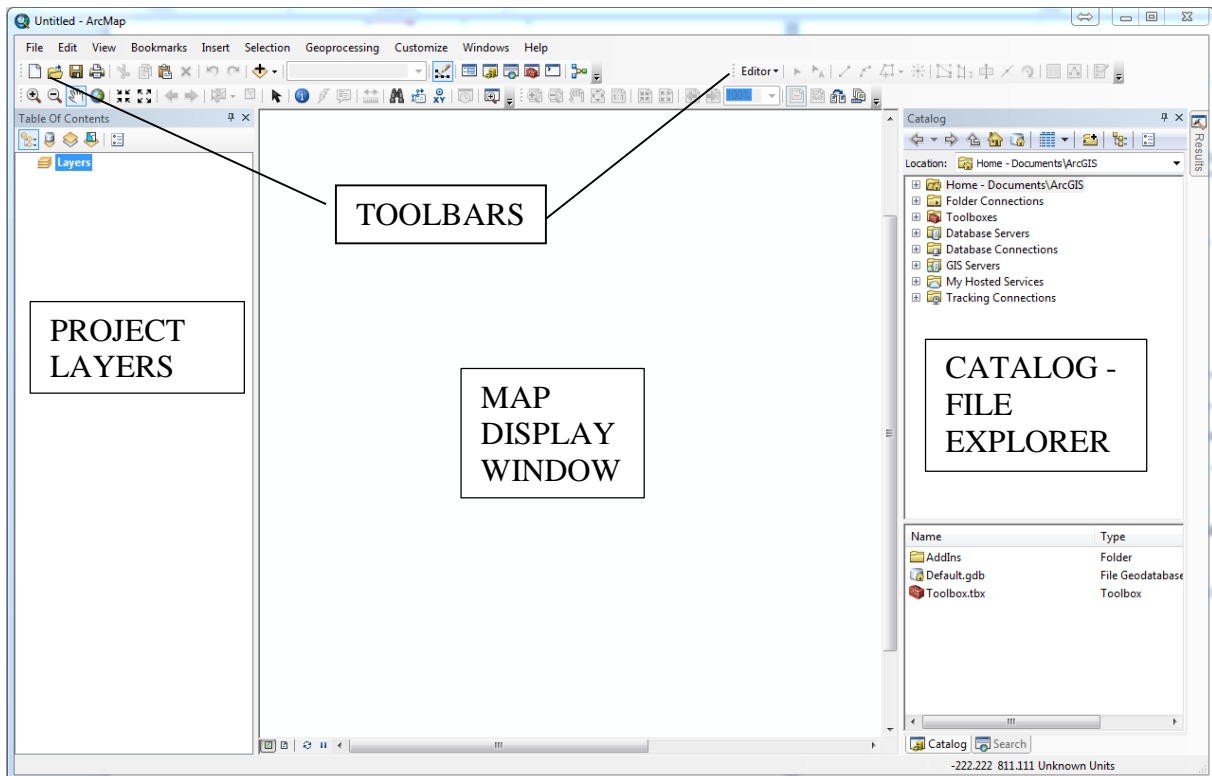 Untitled - ArcMap
File Edit View Bookmarks Insert Selection Geoprocessing Customize Windows Help
Editor
100%
Table Of Contents
Layers
TOOLBARS
PROJECT
LAYERS
MAP
DISPLAY
WINDOW
Catalog
Location: Home - Documents\ArcGIS
Home - Documents\ArcGIS
Folder Connections
Toolboxes
Database Servers
Database Connections
GIS Servers
My Hosted Services
Tracking Connections
CATALOG -
FILE
EXPLORER
Name Type
AddIns Folder
Default.gdb File Geodatabase
Toolbox.tbx Toolbox
Catalog Search
Results
-222.222 811.111 Unknown Units